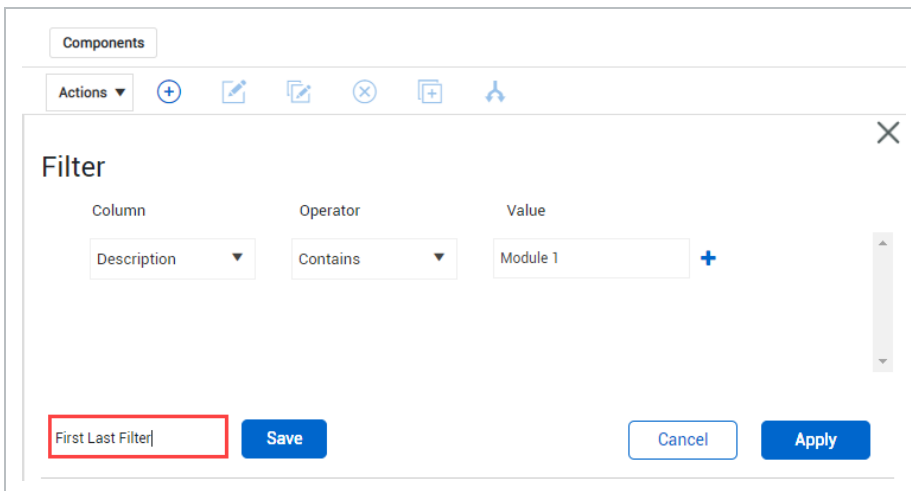 Components
Actions
Filter
Column Operator Value
Description Contains Module 1
First Last Filter Save Cancel Apply